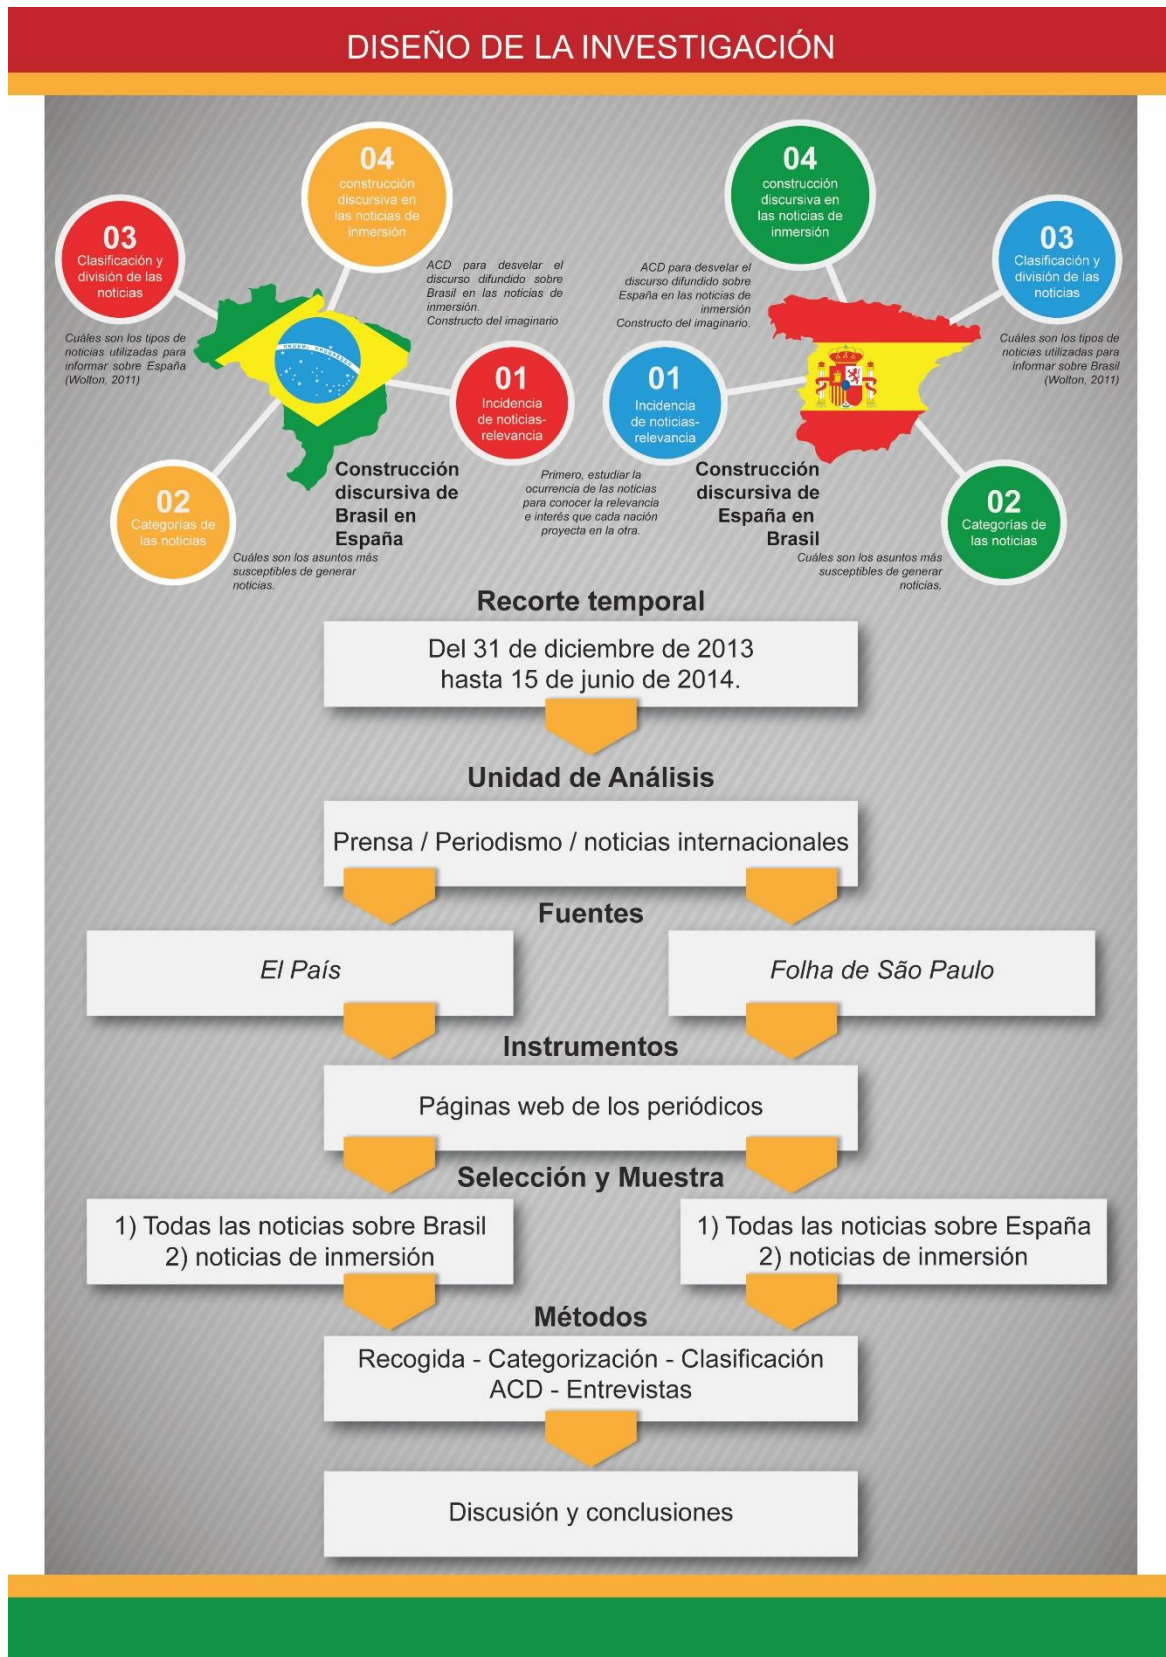 DISEÑO DE LA INVESTIGACIÓN
04
construcción
discursiva en
las noticias de
inmersión
03
Clasificación y
división de las
noticias
Cuáles son los tipos de
noticias utilizadas para
informar sobre España
(Wolton, 2011)
ACD para desvelar el
discurso difundido sobre
Brasil en las noticias de
inmersión.
Constructo del imaginario
01
Incidencia
de noticias-
relevancia
02
Categorías de
las noticias
Cuáles son los asuntos más
susceptibles de generar
noticias.
Construcción
discursiva de
Brasil en
España
Primero, estudiar la
ocurrencia de las noticias
para conocer la relevancia
e interés que cada nación
proyecta en la otra.
04
construcción
discursiva en
las noticias de
inmersión
03
Clasificación y
división de las
noticias
Cuáles son los tipos de
noticias utilizadas para
informar sobre Brasil
(Wolton, 2011)
ACD para desvelar el
discurso difundido sobre
España en las noticias de
inmersión
Constructo del imaginario.
01
Incidencia
de noticias-
relevancia
Construcción
discursiva de
España en
Brasil
02
Categorías de
las noticias
Cuáles son los asuntos más
susceptibles de generar
noticias,
Recorte temporal
Del 31 de diciembre de 2013
hasta 15 de junio de 2014.
Unidad de Análisis
Prensa / Periodismo / noticias internacionales
Fuentes
El País
Folha de São Paulo
Instrumentos
Páginas web de los periódicos
Selección y Muestra
1) Todas las noticias sobre Brasil
2) noticias de inmersión
1) Todas las noticias sobre España
2) noticias de inmersión
Métodos
Recogida - Categorización - Clasificación
ACD - Entrevistas
Discusión y conclusiones